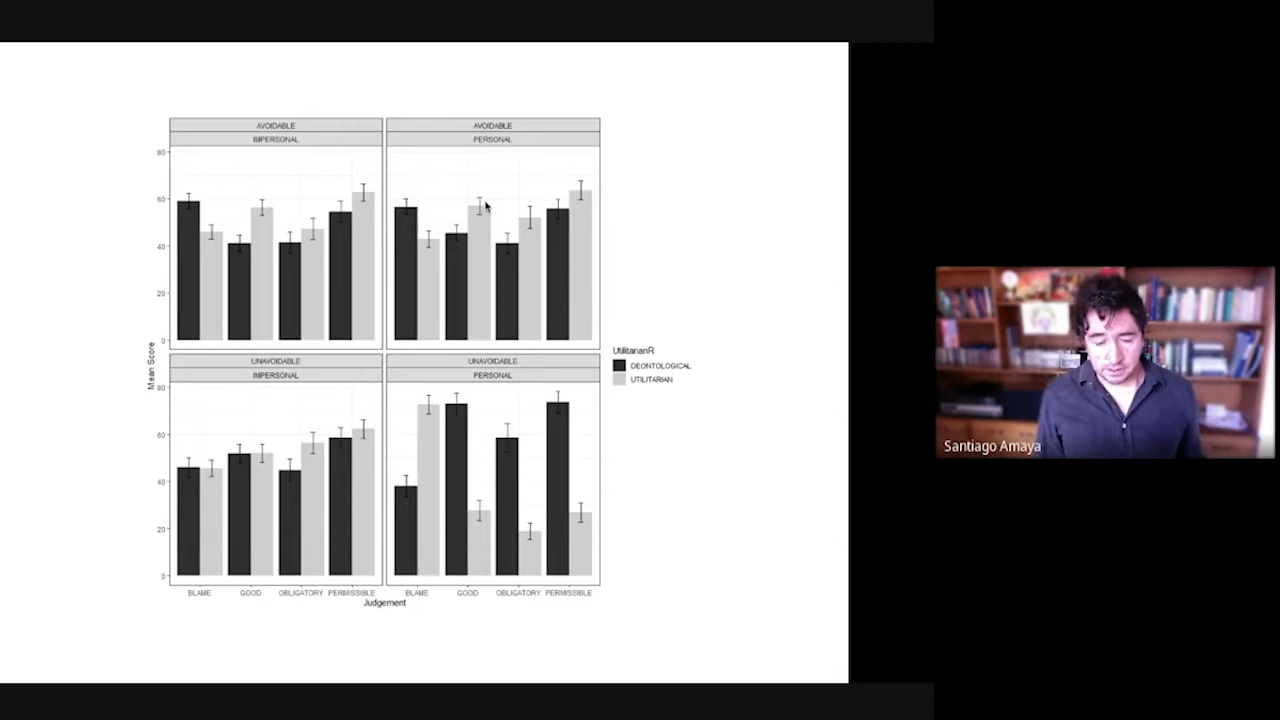 AVOIDABLE
IMPERSONAL
AVOIDABLE
PERSONAL
80
60
40
20
0
UNAVOIDABLE
IMPERSONAL
UNAVOIDABLE
PERSONAL
80
60
40
20
0
Mean Score
BLAME GOOD OBLIGATORY PERMISSIBLE
BLAME GOOD OBLIGATORY PERMISSIBLE
Judgement
UtilitarianR
DEONTOLOGICAL
UTILITARIAN
Santiago Amaya